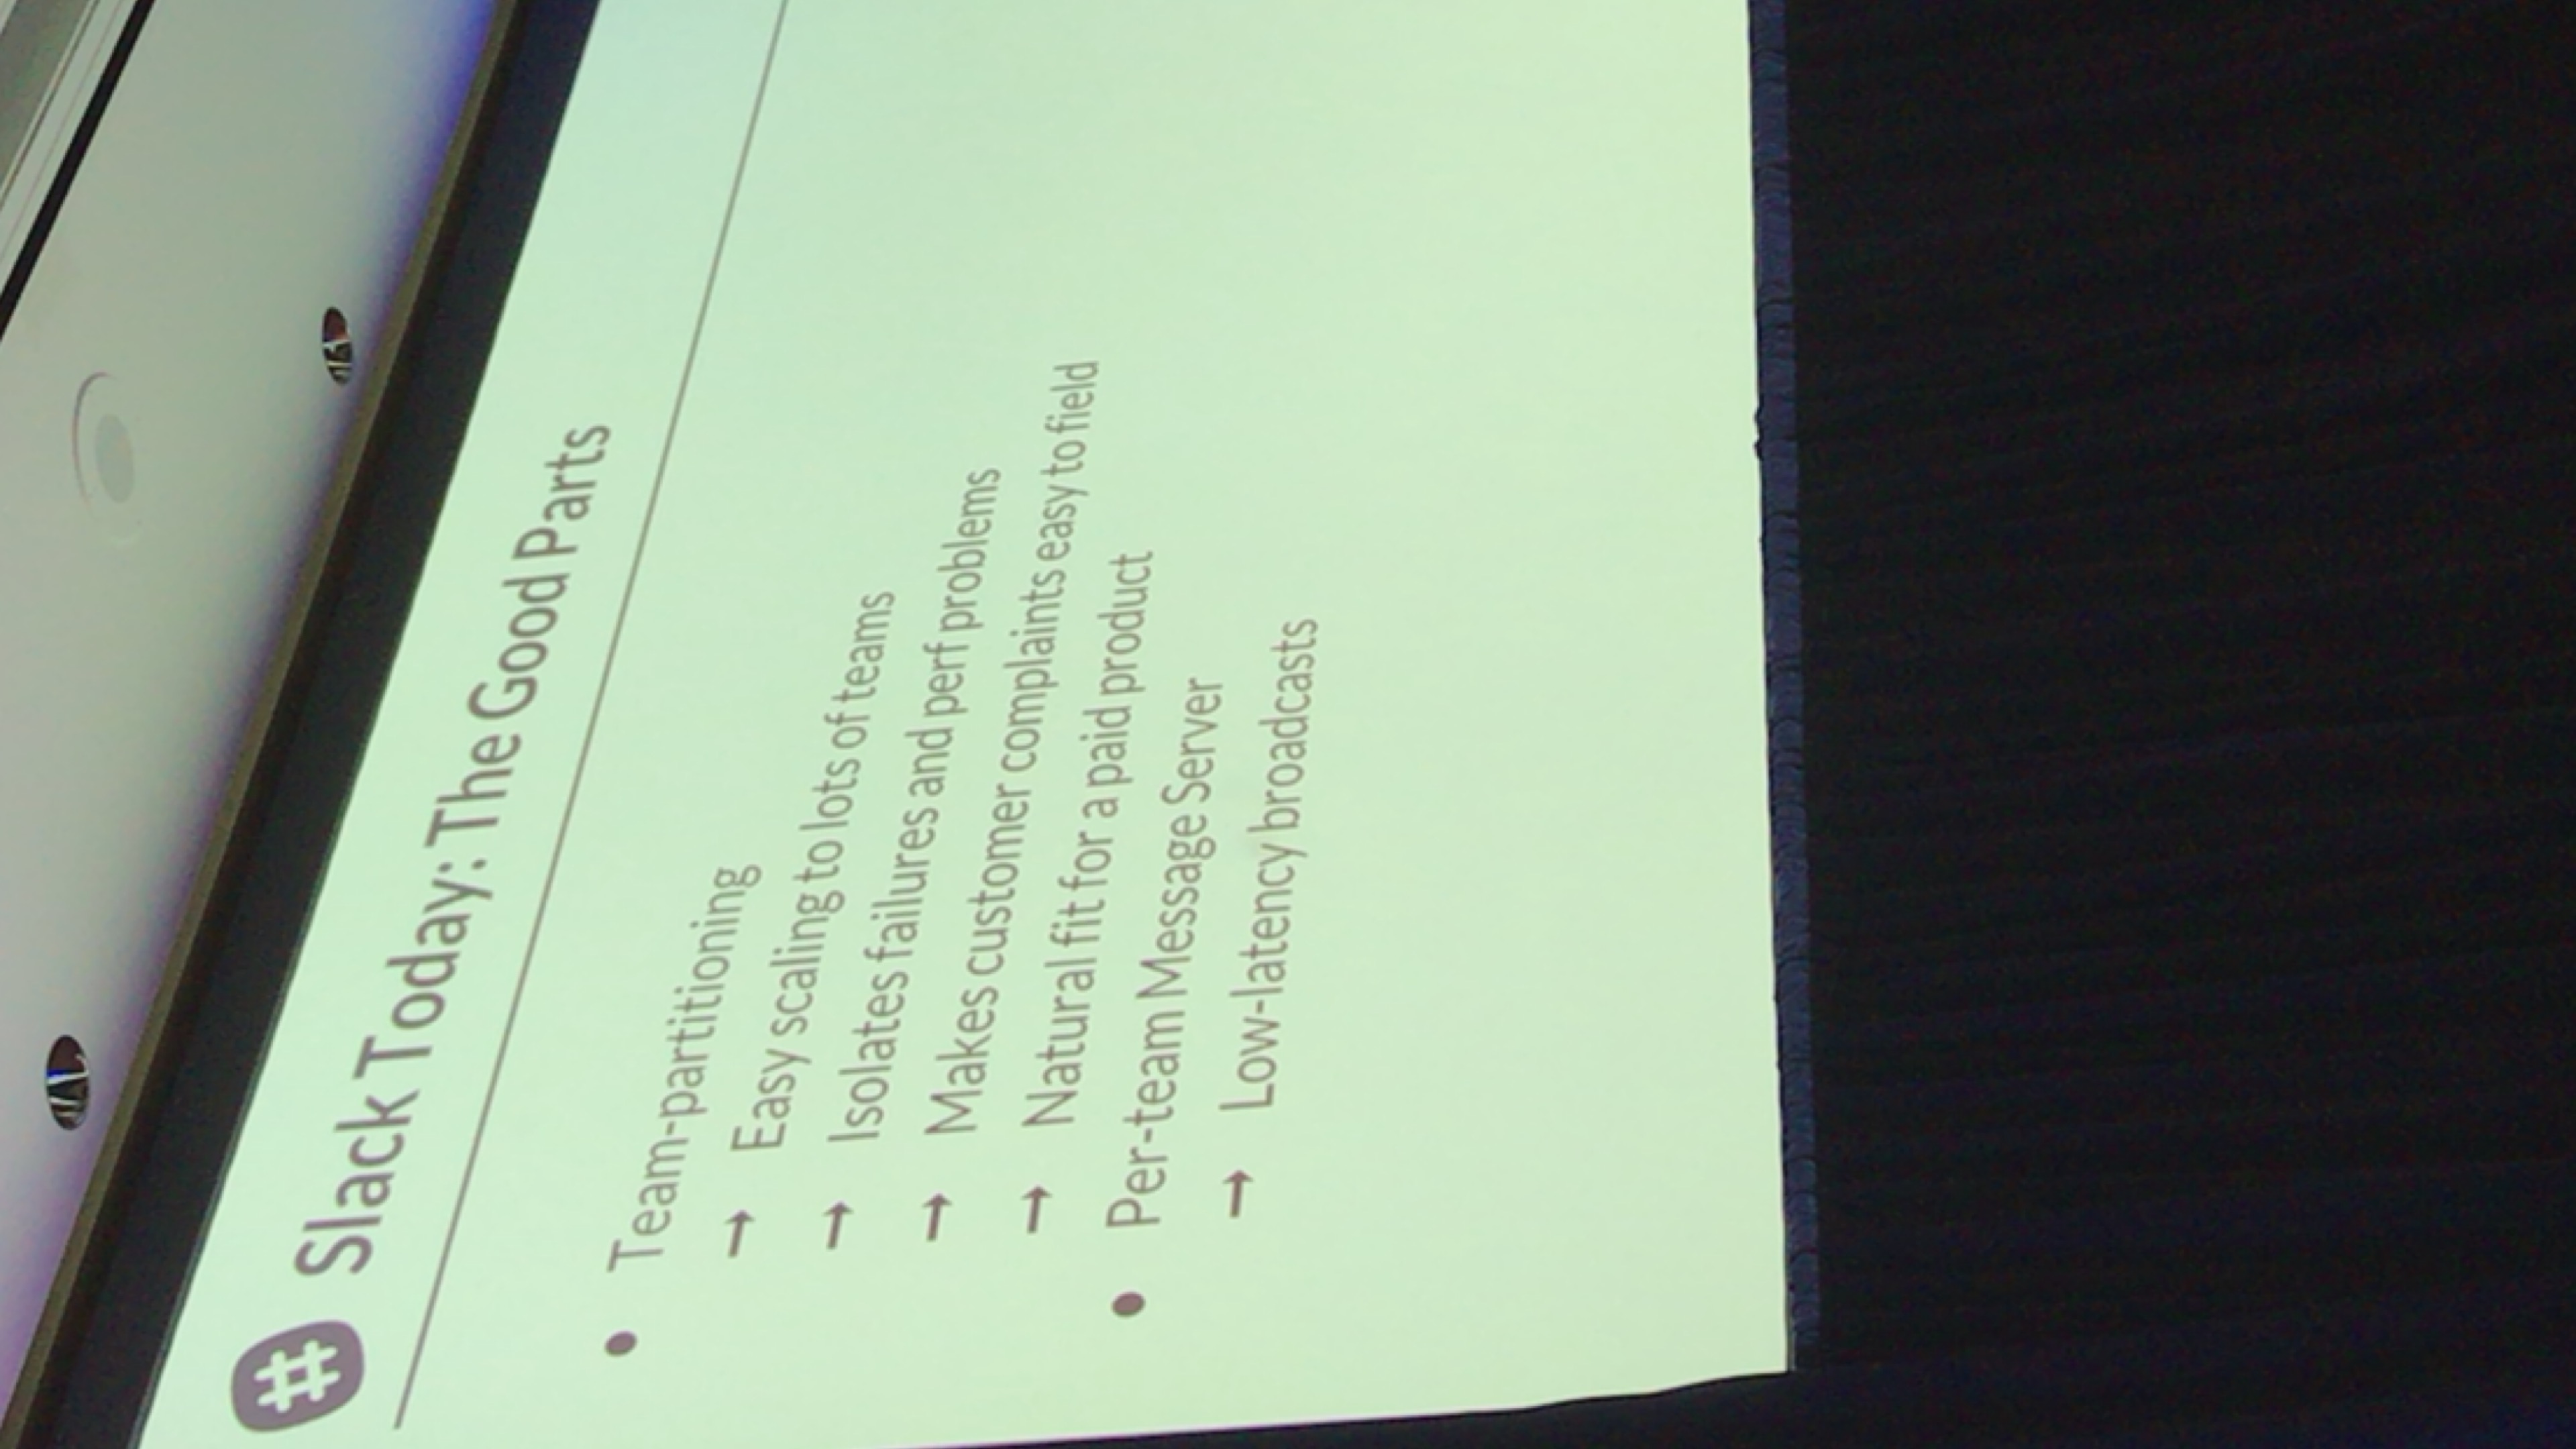 Slack Today: The Good Parts
● Team-partitioning
→ Easy scaling to lots of teams
→ Isolates failures and perf problems
→ Makes customer complaints easy to field
→ Natural fit for a paid product
● Per-team Message Server
→ Low-latency broadcasts